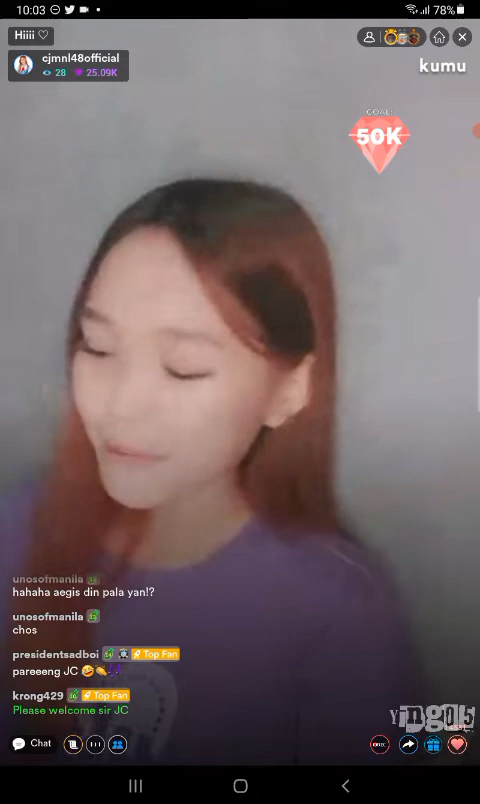 10:03
78%
Hiiii ♡
cjmnl48official
28 25.09K
kumu
GOAL:
50K
unosofmanila
hahaha aegis din pala yan!?
unosofmanila
chos
presidentsadboi Top Fan
pareeeng JC 🤣👏🎶
krong429 Top Fan
Please welcome sir JC
Chat